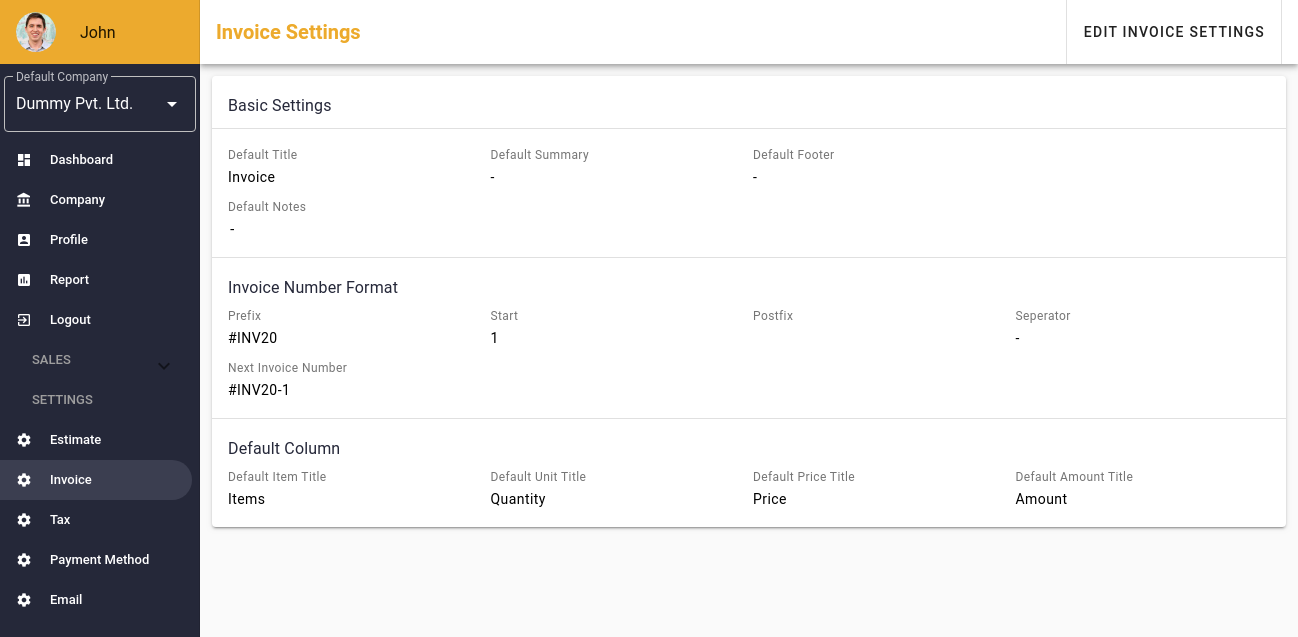 John
Default Company
Dummy Pvt. Ltd.
Dashboard
Company
Profile
Report
Logout
SALES
SETTINGS
Estimate
Invoice
Tax
Payment Method
Email
Invoice Settings
EDIT INVOICE SETTINGS
Basic Settings
Default Title Default Summary Default Footer
Invoice - -
Default Notes
-
Invoice Number Format
Prefix Start Postfix Seperator
#INV20 1 -
Next Invoice Number
#INV20-1
Default Column
Default Item Title Default Unit Title Default Price Title Default Amount Title
Items Quantity Price Amount